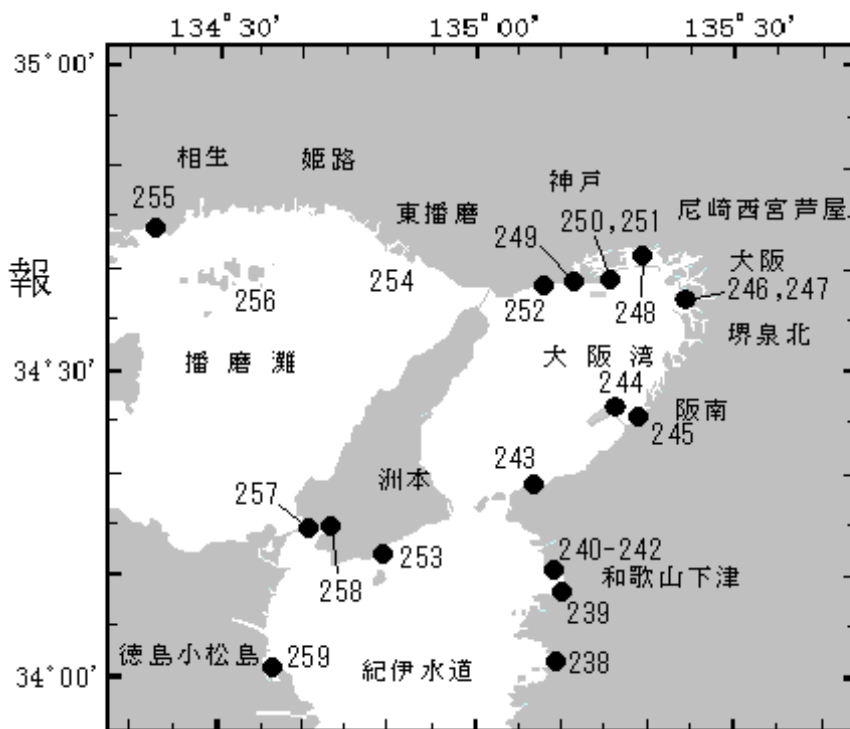 134°30' 135°00' 135°30'
35°00'
相生 姫路
255
神戸
東播磨
尼崎西宮芦屋
249 250,251
報
大阪
254
246,247
256
252
248
堺泉北
播磨灘
大阪湾
34°30'
244
阪南
245
洲本
243
257
240-242
253
和歌山下津
258
239
徳島小松島
259
紀伊水道
238
34°00'